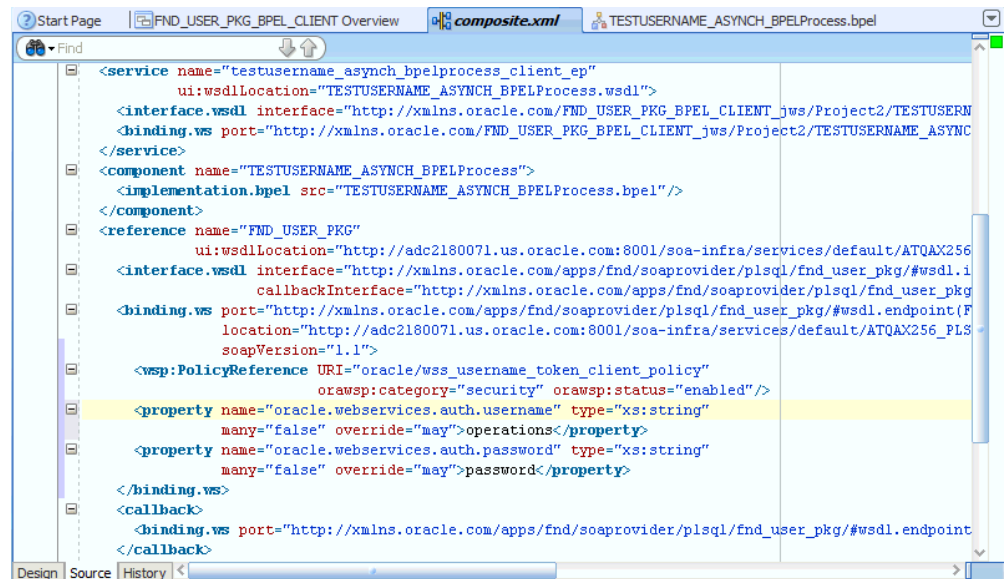 Start Page FND_USER_PKG_BPEL_CLIENT Overview composite.xml TESTUSERNAME_ASYNCH_BPELProcess.bpel
Find
<service name="testusername_asynch_bpelprocess_client_ep"
ui:wsdlLocation="TESTUSERNAME_ASYNCH_BPELProcess.wsdl">
<interface.wsdl interface="http://xmlns.oracle.com/FND_USER_PKG_BPEL_CLIENT_jws/Project2/TESTUSERN
<binding.ws port="http://xmlns.oracle.com/FND_USER_PKG_BPEL_CLIENT_jws/Project2/TESTUSERNAME_ASYNC
</service>
<component name="TESTUSERNAME_ASYNCH_BPELProcess">
<implementation.bpel src="TESTUSERNAME_ASYNCH_BPELProcess.bpel"/>
</component>
<reference name="FND_USER_PKG"
ui:wsdlLocation="http://adc2180071.us.oracle.com:8001/soa-infra/services/default/ATQAX256
<interface.wsdl interface="http://xmlns.oracle.com/apps/fnd/soaprovider/plsql/fnd_user_pkg/#wsdl.i
callbackInterface="http://xmlns.oracle.com/apps/fnd/soaprovider/plsql/fnd_user_pkg
<binding.ws port="http://xmlns.oracle.com/apps/fnd/soaprovider/plsql/fnd_user_pkg/#wsdl.endpoint(F
location="http://adc2180071.us.oracle.com:8001/soa-infra/services/default/ATQAX256_PLS
soapVersion="1.1">
<wsp:PolicyReference URI="oracle/wss_username_token_client_policy"
orawsp:category="security" orawsp:status="enabled"/>
<property name="oracle.webservices.auth.username" type="xs:string"
many="false" override="may">operations</property>
<property name="oracle.webservices.auth.password" type="xs:string"
many="false" override="may">password</property>
</binding.ws>
<callback>
<binding.ws port="http://xmlns.oracle.com/apps/fnd/soaprovider/plsql/fnd_user_pkg/#wsdl.endpoint
</callback>
Design Source History